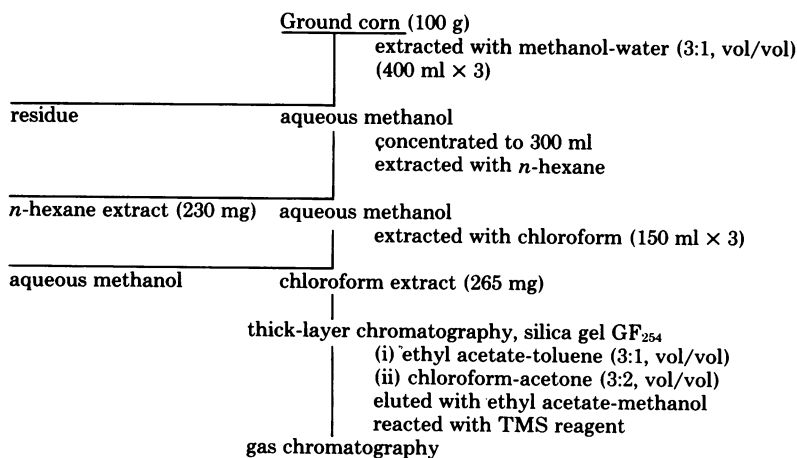 Ground corn (100 g)
extracted with methanol-water (3:1, vol/vol)
(400 ml × 3)
residue aqueous methanol
concentrated to 300 ml
extracted with n-hexane
n-hexane extract (230 mg) aqueous methanol
extracted with chloroform (150 ml × 3)
aqueous methanol chloroform extract (265 mg)
thick-layer chromatography, silica gel GF₂₅₄
(i) ethyl acetate-toluene (3:1, vol/vol)
(ii) chloroform-acetone (3:2, vol/vol)
eluted with ethyl acetate-methanol
reacted with TMS reagent
gas chromatography